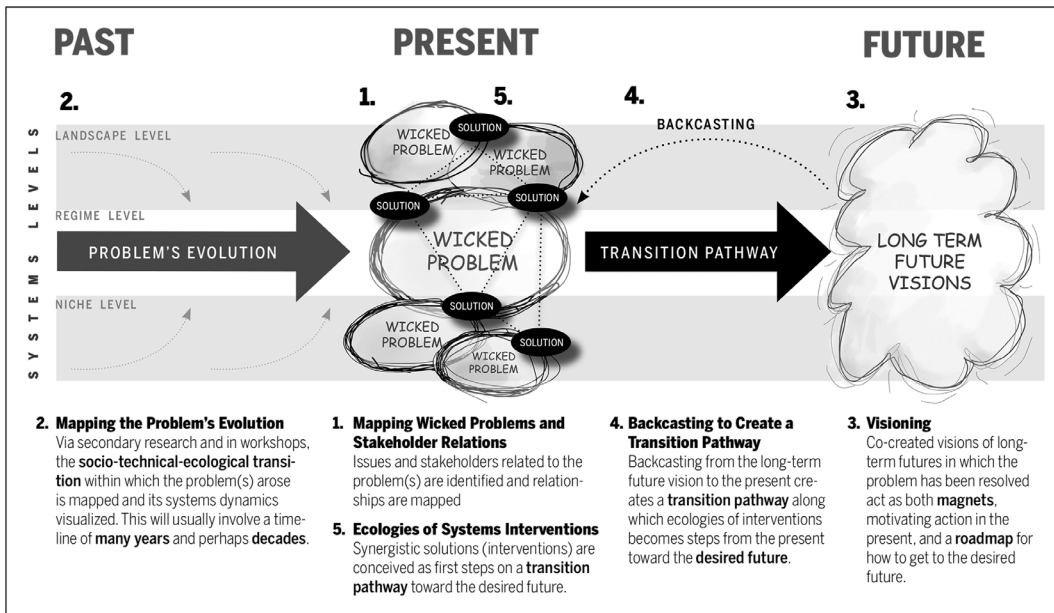 PAST
PRESENT
FUTURE
2.
1.
5.
4.
3.
SYSTEMS LEVELS
LANDSCAPE LEVEL
REGIME LEVEL
NICHE LEVEL
PROBLEM'S EVOLUTION
WICKED
PROBLEM
SOLUTION
WICKED
PROBLEM
SOLUTION
SOLUTION
WICKED
PROBLEM
SOLUTION
WICKED
PROBLEM
SOLUTION
WICKED
PROBLEM
BACKCASTING
TRANSITION PATHWAY
LONG TERM
FUTURE
VISIONS
2. Mapping the Problem's Evolution
Via secondary research and in workshops,
the socio-technical-ecological transi-
tion within which the problem(s) arose
is mapped and its systems dynamics
visualized. This will usually involve a time-
line of many years and perhaps decades.
1. Mapping Wicked Problems and
Stakeholder Relations
Issues and stakeholders related to the
problem(s) are identified and relation-
ships are mapped
5. Ecologies of Systems Interventions
Synergistic solutions (interventions) are
conceived as first steps on a transition
pathway toward the desired future.
4. Backcasting to Create a
Transition Pathway
Backcasting from the long-term
future vision to the present cre-
ates a transition pathway along
which ecologies of interventions
becomes steps from the present
toward the desired future.
3. Visioning
Co-created visions of long-
term futures in which the
problem has been resolved
act as both magnets,
motivating action in the
present, and a roadmap for
how to get to the desired
future.